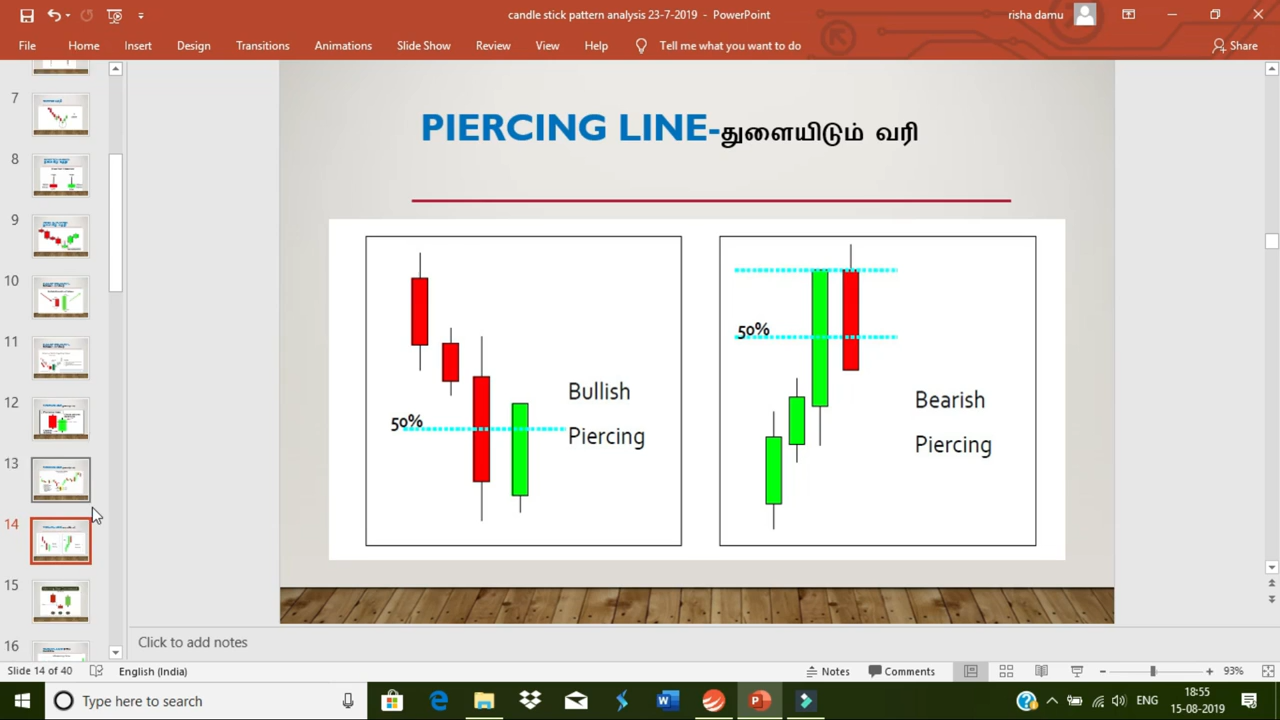 candle stick pattern analysis 23-7-2019 - PowerPoint
risha damu
File Home Insert Design Transitions Animations Slide Show Review View Help Tell me what you want to do Share
7
8
9
10
11
12
13
14
15
16
PIERCING LINE-துளையிடும் வரி
50%
Bullish
Piercing
50%
Bearish
Piercing
Click to add notes
Slide 14 of 40 English (India) Notes Comments 93%
Type here to search
ENG
18:55
15-08-2019